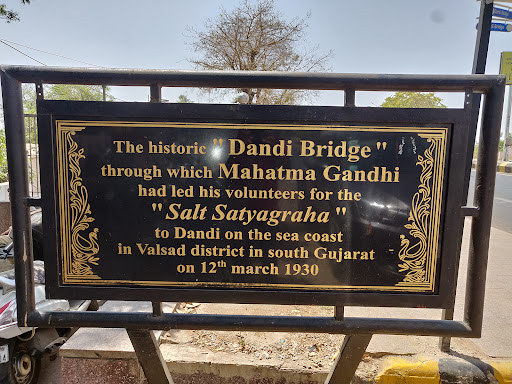 The historic "Dandi Bridge"
through which Mahatma Gandhi
had led his volunteers for the
"Salt Satyagraha"
to Dandi on the sea coast
in Valsad district in south Gujarat
on 12th march 1930